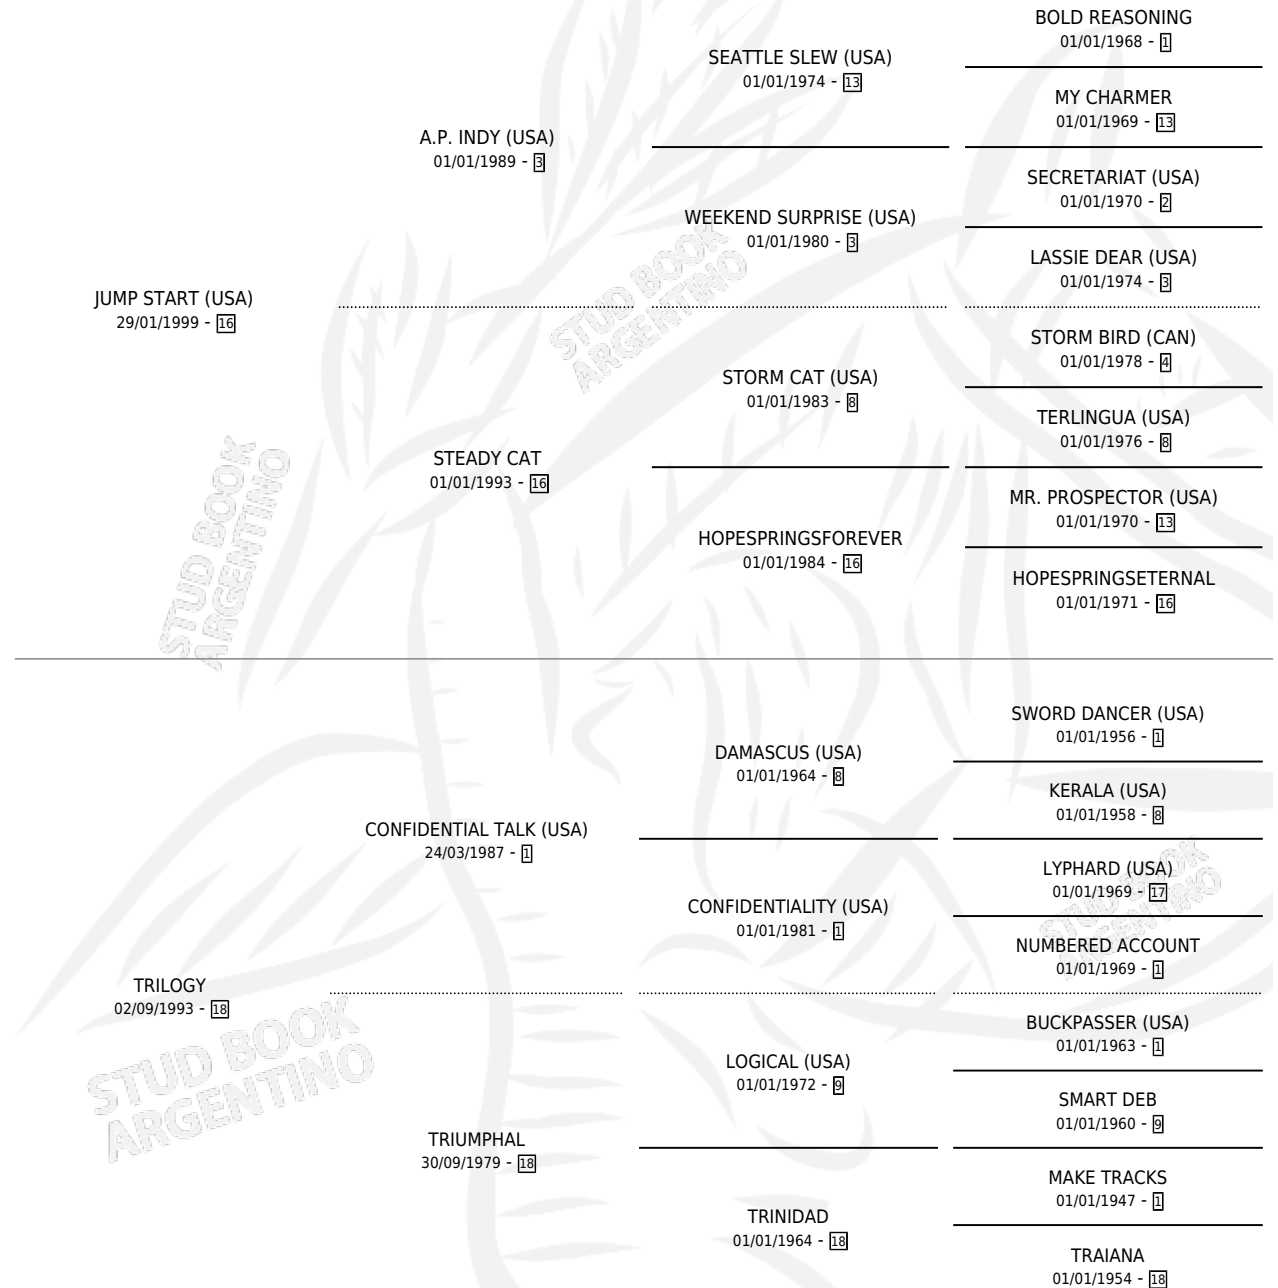 BOLD REASONING
01/01/1968 - 1
SEATTLE SLEW (USA)
01/01/1974 - 13
MY CHARMER
01/01/1969 - 13
A.P. INDY (USA)
01/01/1989 - 3
SECRETARIAT (USA)
01/01/1970 - 2
WEEKEND SURPRISE (USA)
01/01/1980 - 3
LASSIE DEAR (USA)
01/01/1974 - 3
JUMP START (USA)
29/01/1999 - 16
STUD BOOK
ARGENTINO
STORM BIRD (CAN)
01/01/1978 - 4
STORM CAT (USA)
01/01/1983 - 8
TERLINGUA (USA)
01/01/1976 - 8
STEADY CAT
01/01/1993 - 16
MR. PROSPECTOR (USA)
01/01/1970 - 13
HOPESPRINGSFOREVER
01/01/1984 - 16
HOPESPRINGSETERNAL
01/01/1971 - 16
STUD BOOK
ARGENTINO
SWORD DANCER (USA)
01/01/1956 - 1
DAMASCUS (USA)
01/01/1964 - 8
KERALA (USA)
01/01/1958 - 8
CONFIDENTIAL TALK (USA)
24/03/1987 - 1
LYPHARD (USA)
01/01/1969 - 17
CONFIDENTIALITY (USA)
01/01/1981 - 1
NUMBERED ACCOUNT
01/01/1969 - 1
STUD BOOK
ARGENTINO
TRILOGY
02/09/1993 - 18
BUCKPASSER (USA)
01/01/1963 - 1
LOGICAL (USA)
01/01/1972 - 9
SMART DEB
01/01/1960 - 9
STUD BOOK
ARGENTINO
TRIUMPHAL
30/09/1979 - 18
MAKE TRACKS
01/01/1947 - 1
TRINIDAD
01/01/1964 - 18
TRAIANA
01/01/1954 - 18